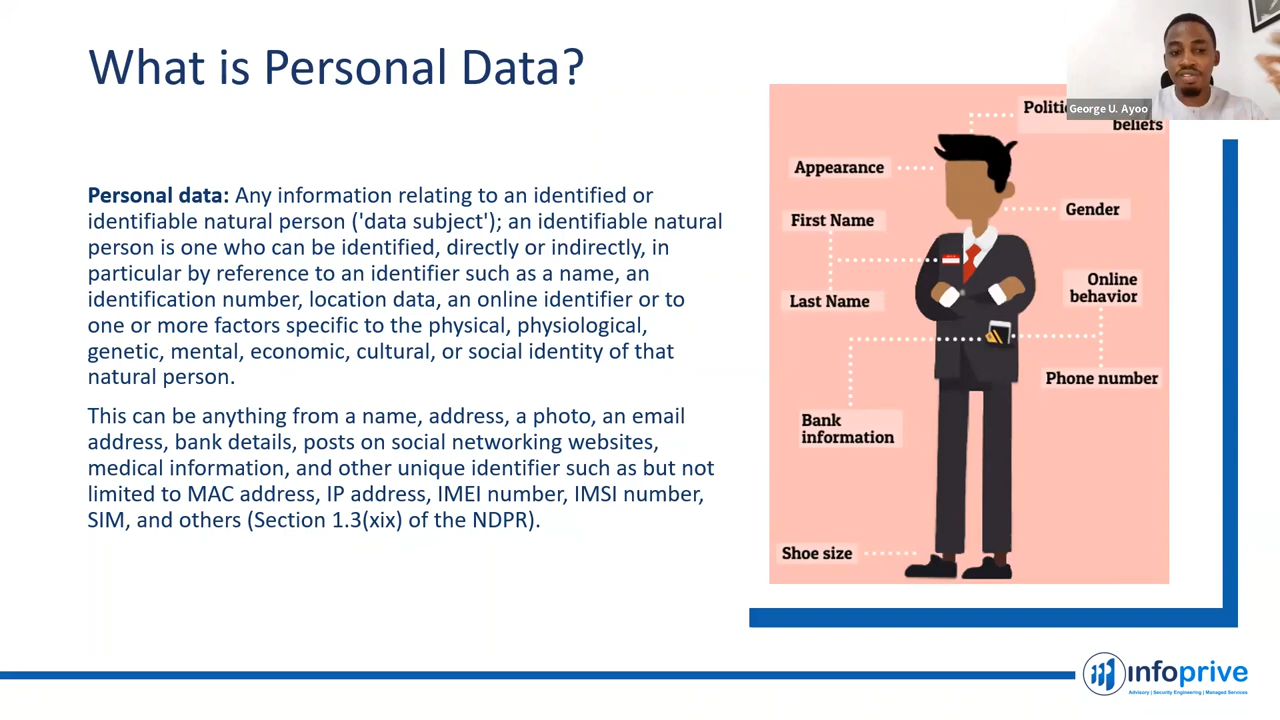 What is Personal Data?
George U. Ayoo
beliefs
Appearance
First Name
Gender
Online
behavior
Last Name
Phone number
Bank
information
Shoe size
Personal data: Any information relating to an identified or
identifiable natural person ('data subject'); an identifiable natural
person is one who can be identified, directly or indirectly, in
particular by reference to an identifier such as a name, an
identification number, location data, an online identifier or to
one or more factors specific to the physical, physiological,
genetic, mental, economic, cultural, or social identity of that
natural person.
This can be anything from a name, address, a photo, an email
address, bank details, posts on social networking websites,
medical information, and other unique identifier such as but not
limited to MAC address, IP address, IMEI number, IMSI number,
SIM, and others (Section 1.3(xix) of the NDPR).
infoprive
Advisory | Security Engineering | Managed Services